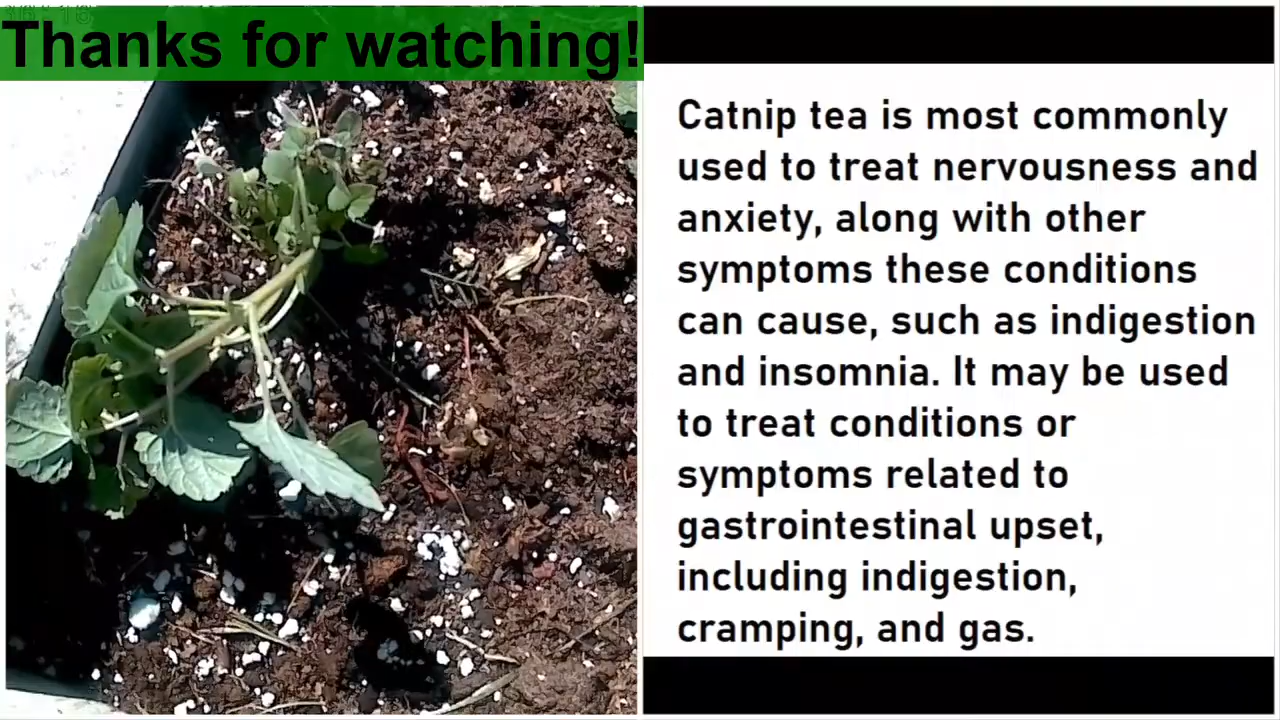 Thanks for watching!
Catnip tea is most commonly
used to treat nervousness and
anxiety, along with other
symptoms these conditions
can cause, such as indigestion
and insomnia. It may be used
to treat conditions or
symptoms related to
gastrointestinal upset,
including indigestion,
cramping, and gas.